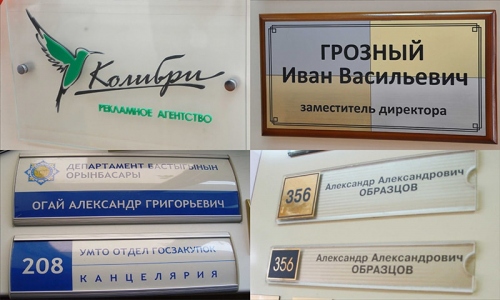 Колибри
РЕКЛАМНОЕ АГЕНТСТВО
ГРОЗНЫЙ
Иван Васильевич
заместитель директора
ДЕПАРТАМЕНТ БАСТЫҒЫНЫҢ
ОРЫНБАСАРЫ
ОГАЙ АЛЕКСАНДР ГРИГОРЬЕВИЧ
208
УМТО ОТДЕЛ ГОСЗАКУПОК
КАНЦЕЛЯРИЯ
356
Александр Александрович
ОБРАЗЦОВ
356
Александр Александрович
ОБРАЗЦОВ